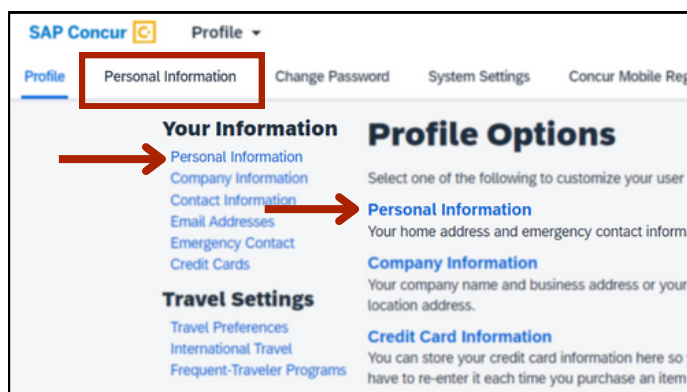 SAP Concur C Profile
Profile Personal Information Change Password System Settings Concur Mobile Reg
Your Information
Personal Information
Company Information
Contact Information
Email Addresses
Emergency Contact
Credit Cards
Travel Settings
Travel Preferences
International Travel
Frequent-Traveler Programs
Profile Options
Select one of the following to customize your user
Personal Information
Your home address and emergency contact inform
Company Information
Your company name and business address or your
location address.
Credit Card Information
You can store your credit card information here so
have to re-enter it each time you purchase an item